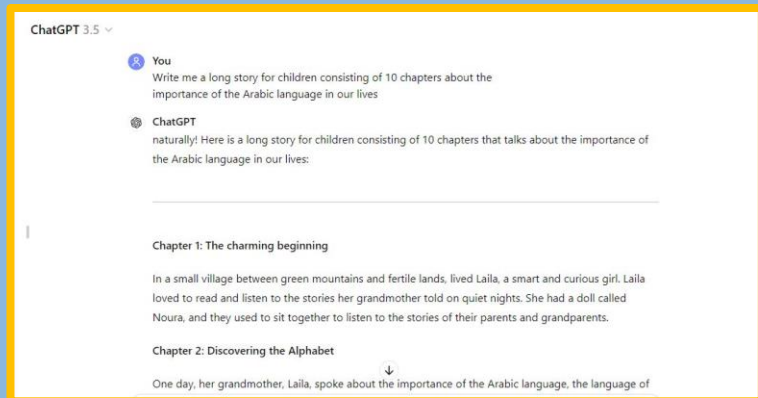 ChatGPT 3.5
You
Write me a long story for children consisting of 10 chapters about the
importance of the Arabic language in our lives
ChatGPT
naturally! Here is a long story for children consisting of 10 chapters that talks about the importance of
the Arabic language in our lives:
Chapter 1: The charming beginning
In a small village between green mountains and fertile lands, lived Laila, a smart and curious girl. Laila
loved to read and listen to the stories her grandmother told on quiet nights. She had a doll called
Noura, and they used to sit together to listen to the stories of their parents and grandparents.
Chapter 2: Discovering the Alphabet
One day, her grandmother, Laila, spoke about the importance of the Arabic language, the language of